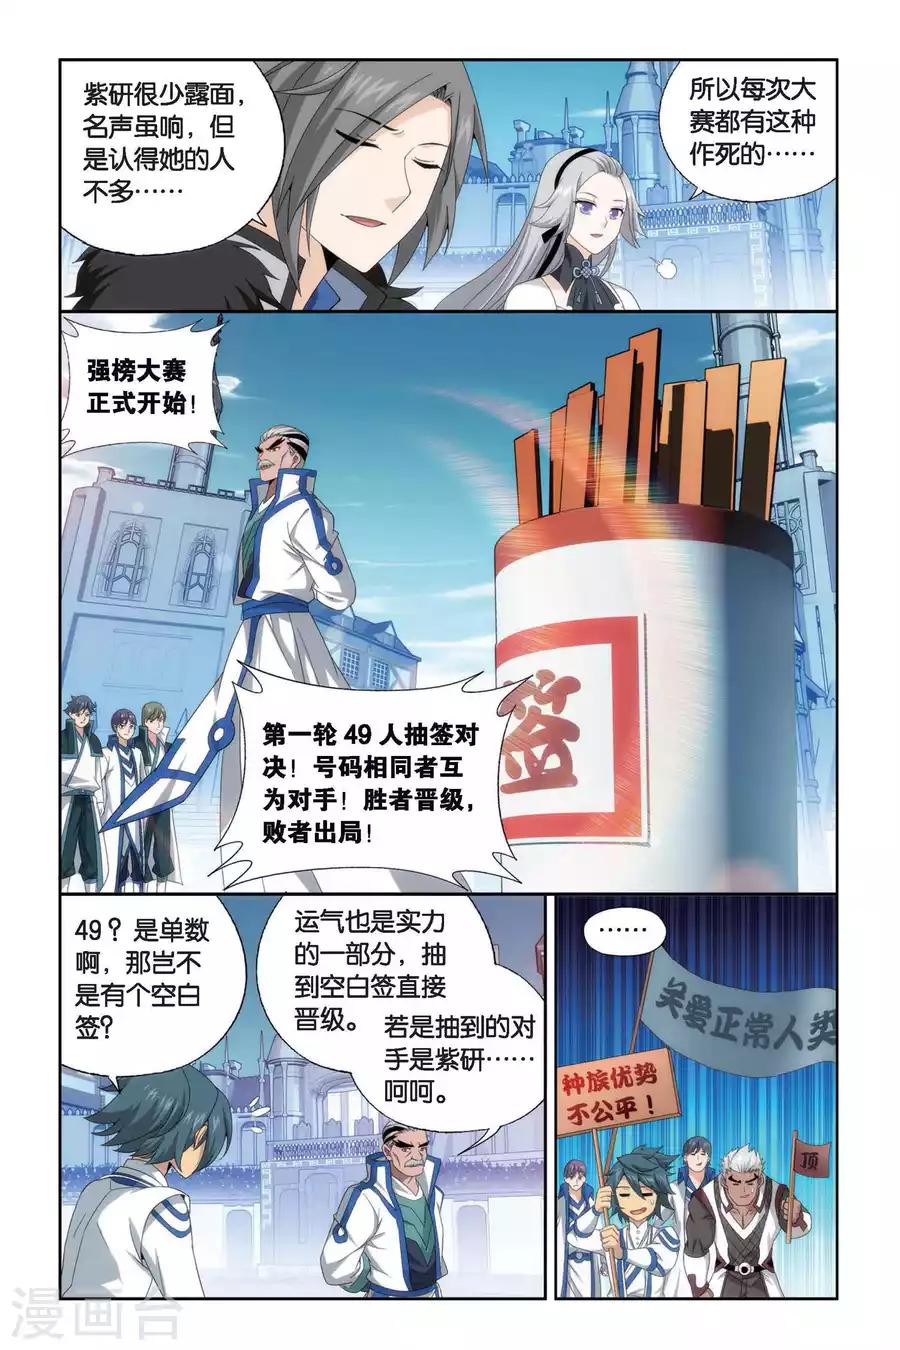 紫研很少露面，
名声虽响，但
是认得她的人
不多……
所以每次大
赛都有这种
作死的……
强榜大赛
正式开始！
签
第一轮 49 人抽签对
决！号码相同者互
为对手！胜者晋级，
败者出局！
49？是单数
啊，那岂不
是有个空白
签？
运气也是实力
的一部分，抽
到空白签直接
晋级。
若是抽到的对
手是紫研……
呵呵。
……
关爱正常人类
种族优势
不公平！
顶
漫画台